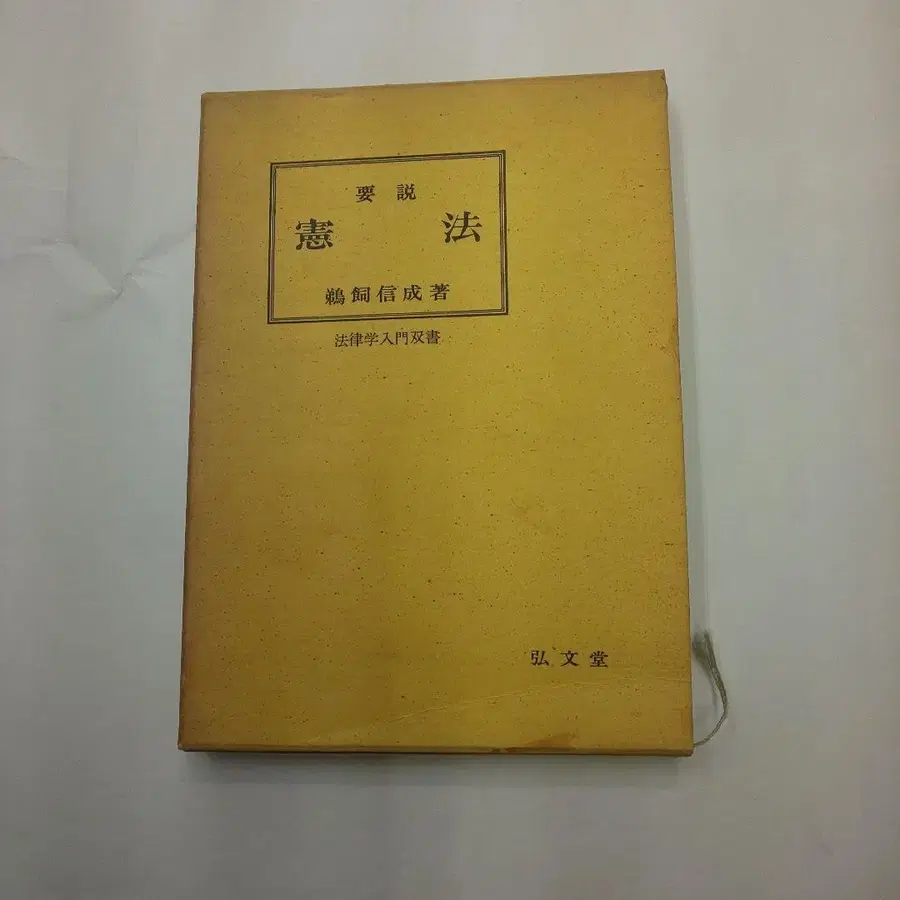 要説
憲法
鵜飼信成著
法律学入門双書
弘文堂